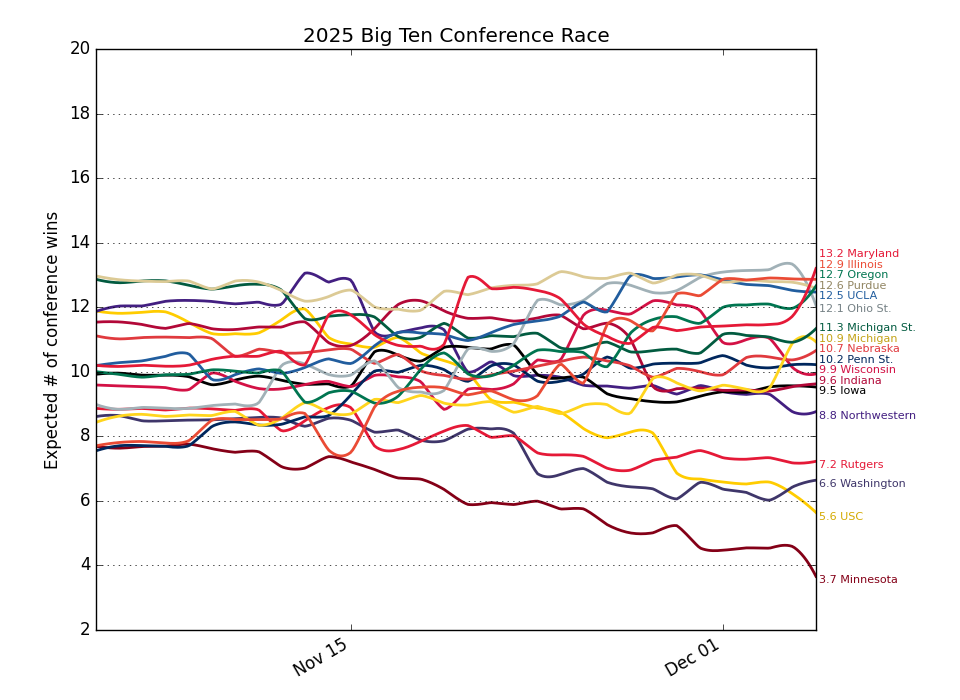 2025 Big Ten Conference Race
Expected # of conference wins
20
18
16
14
12
10
8
6
4
2
Nov 15
Dec 01
13.2 Maryland
12.9 Illinois
12.7 Oregon
12.6 Purdue
12.5 UCLA
12.1 Ohio St.
11.3 Michigan St.
10.9 Michigan
10.7 Nebraska
10.2 Penn St.
9.9 Wisconsin
9.6 Indiana
9.5 Iowa
8.8 Northwestern
7.2 Rutgers
6.6 Washington
5.6 USC
3.7 Minnesota